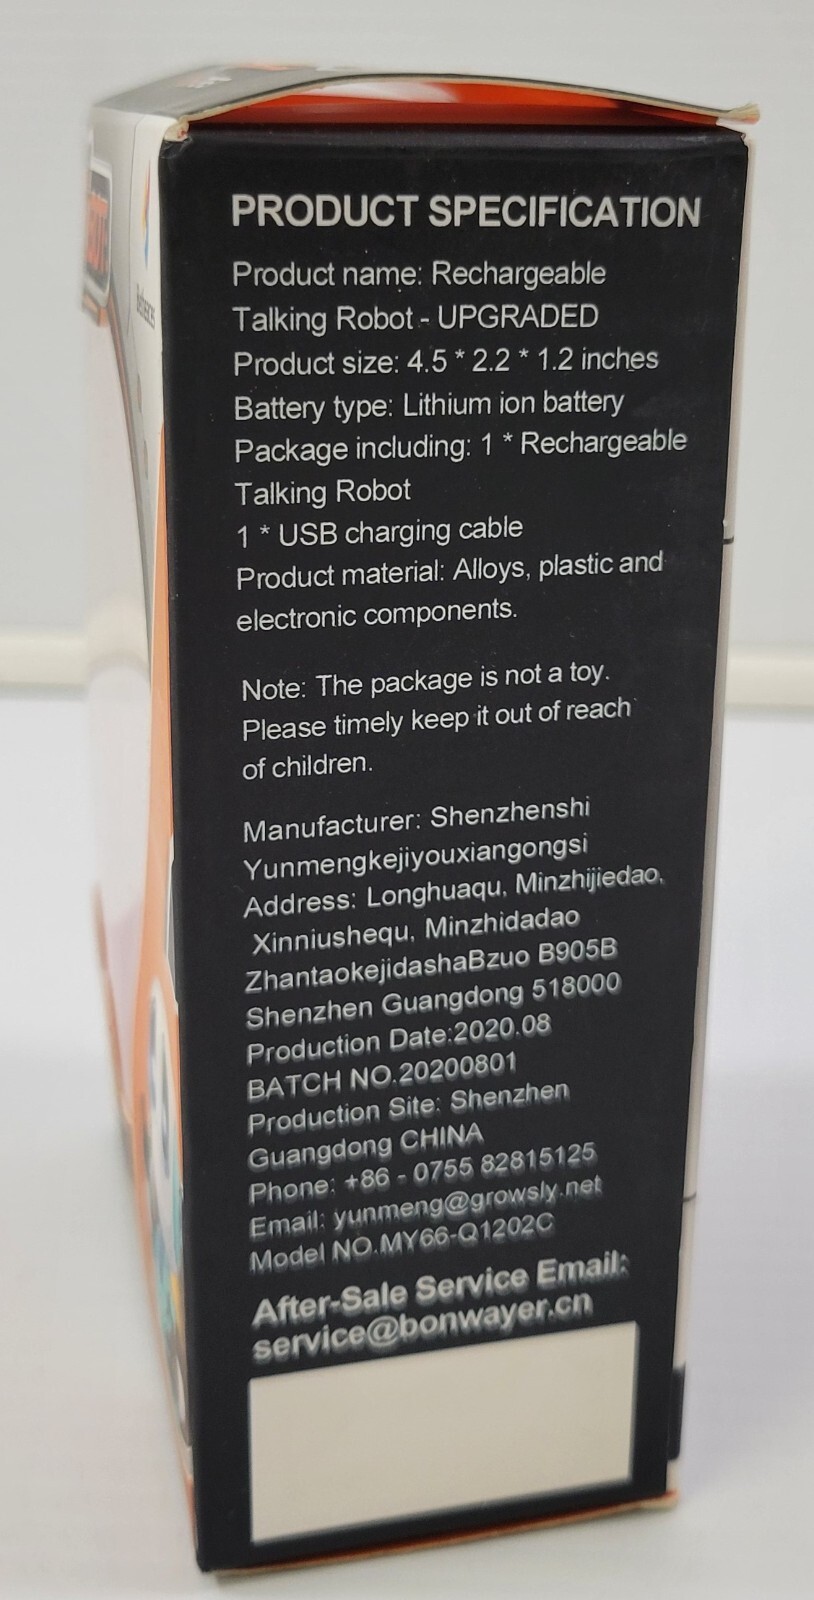 PRODUCT SPECIFICATION
Product name: Rechargeable
Talking Robot - UPGRADED
Product size: 4.5 * 2.2 * 1.2 inches
Battery type: Lithium ion battery
Package including: 1 * Rechargeable
Talking Robot
1 * USB charging cable
Product material: Alloys, plastic and
electronic components.
Note: The package is not a toy.
Please timely keep it out of reach
of children.
Manufacturer: Shenzhenshi
Yunmengkejiyouxiangongsi
Address: Longhuaqu, Minzhijiedao,
Xinniushequ, Minzhidadao
ZhantaokejidashaBzuo B905B
Shenzhen Guangdong 518000
Production Date:2020.08
BATCH NO.20200801
Production Site: Shenzhen
Guangdong CHINA
Phone: +86 - 0755 82815125
Email: yunmeng@growsly.net
Model NO.MY66-Q1202C
After-Sale Service Email:
service@bonwayer.cn